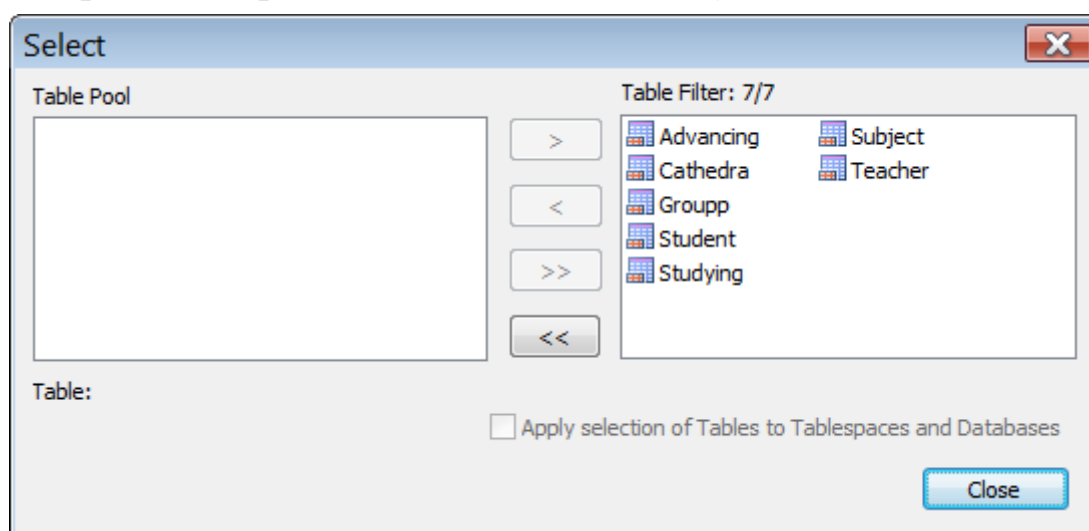 Select
Table Pool
Table Filter: 7/7
>
<
>>
<<
Advancing
Cathedra
Groupp
Student
Studying
Subject
Teacher
Table:
Apply selection of Tables to Tablespaces and Databases
Close